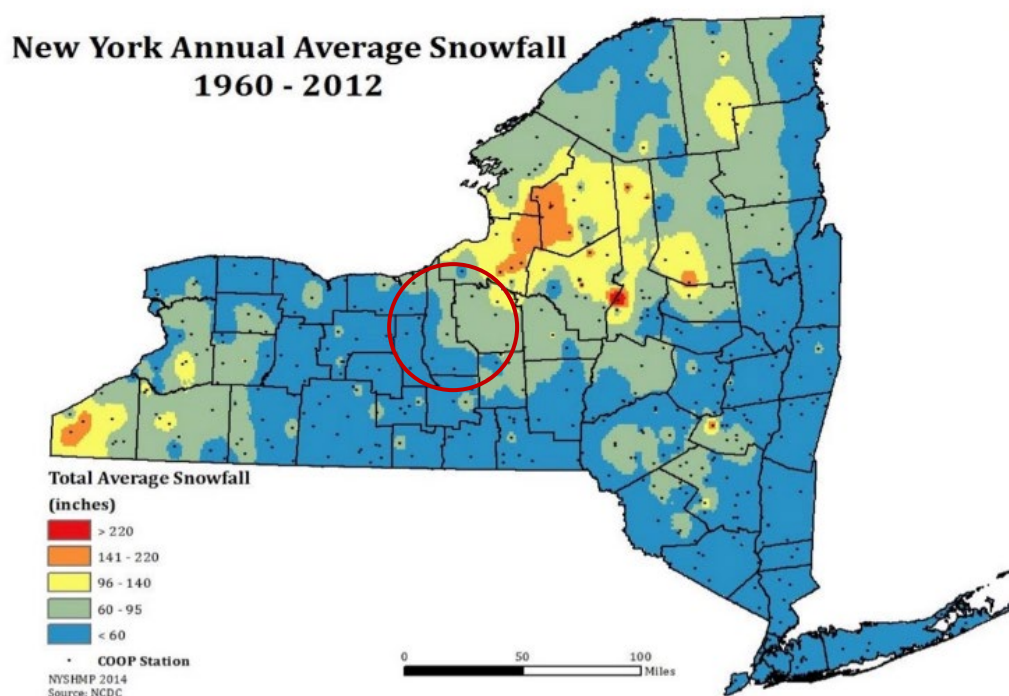 New York Annual Average Snowfall
1960 - 2012
Total Average Snowfall
(inches)
> 220
141 - 220
96 - 140
60 - 95
< 60
COOP Station
NYSHMP 2014
Source: NCDC
0 50 100
Miles